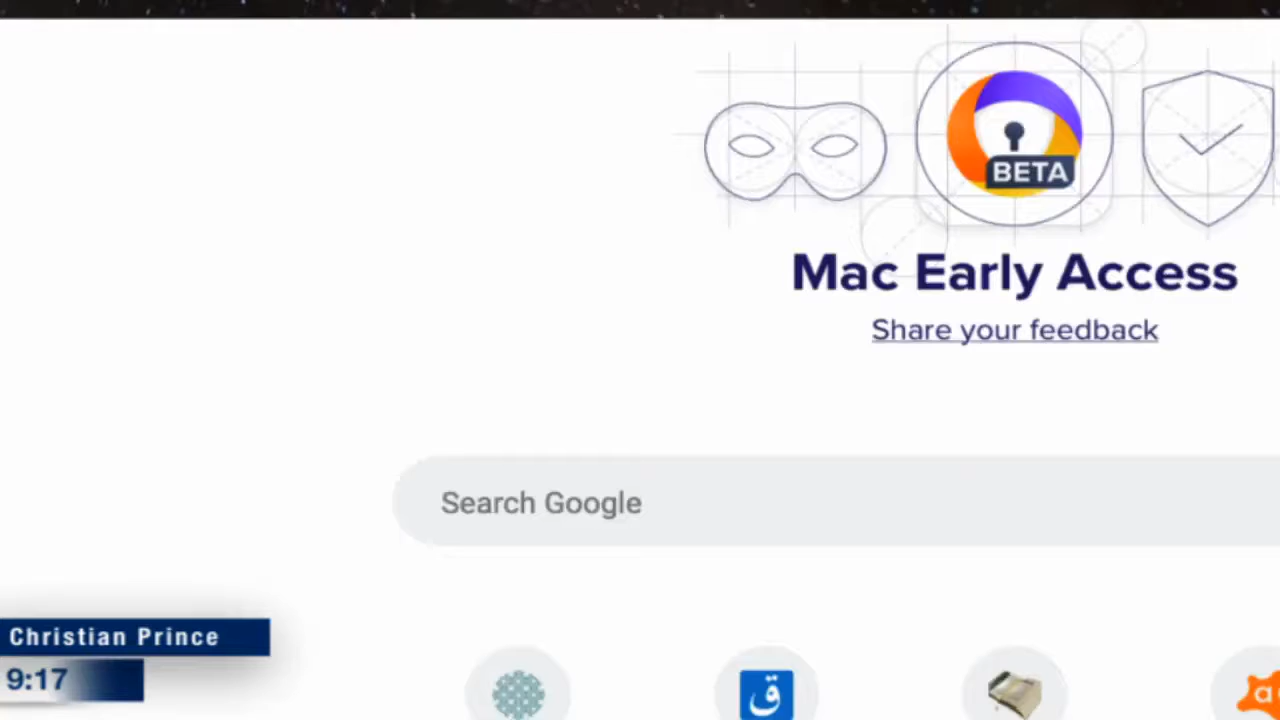 BETA
Mac Early Access
Share your feedback
Search Google
Christian Prince
9:17
ق
a